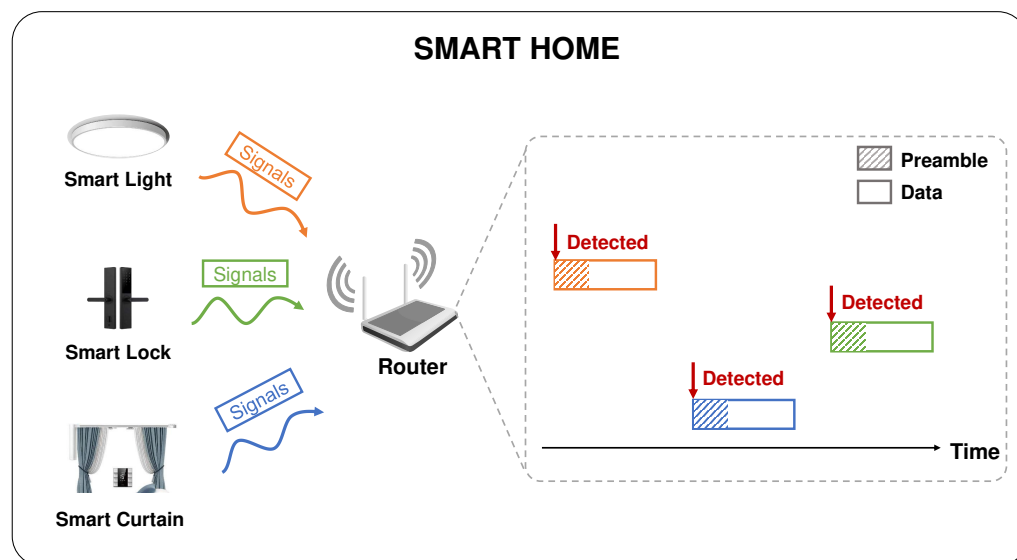 SMART HOME
Signals
Smart Light
Signals
Smart Lock
Signals
Smart Curtain
Router
Preamble
Data
Detected
Detected
Detected
Time